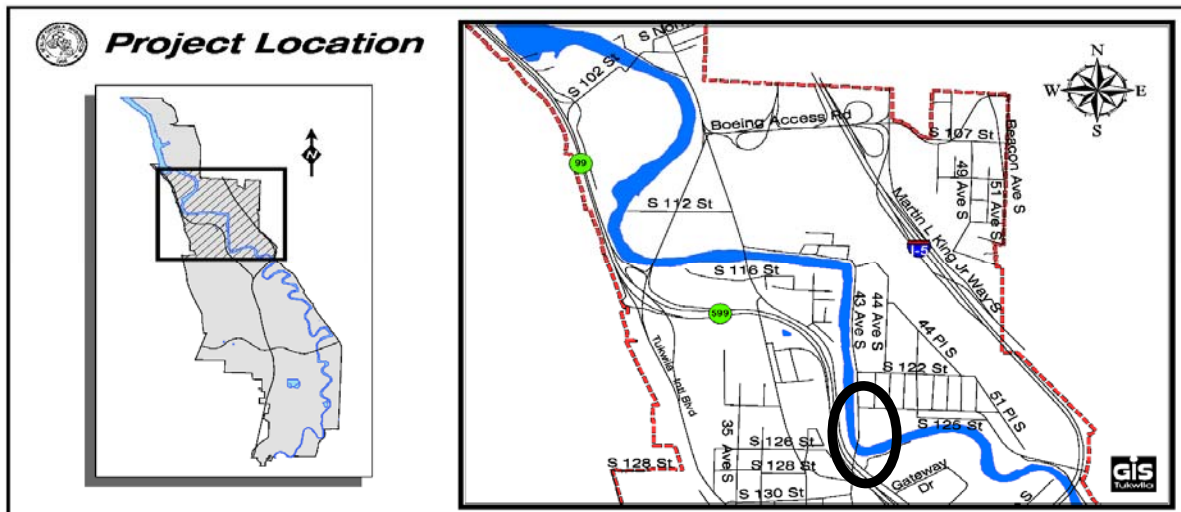 Project Location
N
S Norf
S 102 St
N
W
E
S
Boeing Access Rd
S 107 St
Beacon Ave S
99
49 Ave S
51 Ave S
S 112 St
Martin L King Jr Way S
I-5
S 116 St
44 Ave S
43 Ave S
599
44 Pl S
Tukwila Intl Blvd
S 122 St
51 Pl S
S 125 St
35 Ave S
S 126 St
S 128 St
S 128 St
Gateway
Dr
S 130 St
S
GIS
Tukwila